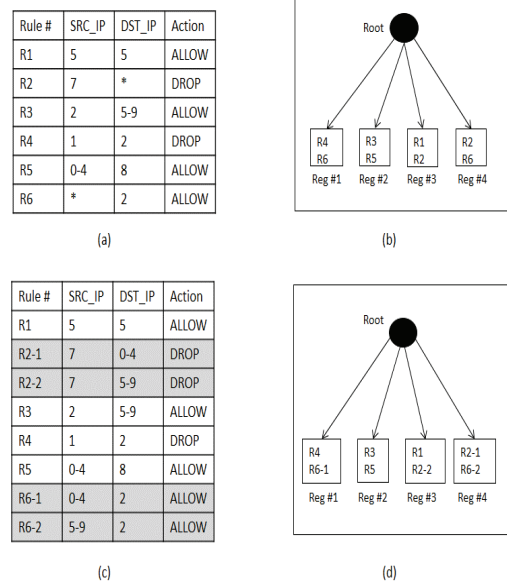 Rule # SRC_IP DST_IP Action
R1 5 5 ALLOW
R2 7 * DROP
R3 2 5-9 ALLOW
R4 1 2 DROP
R5 0-4 8 ALLOW
R6 * 2 ALLOW
(a)
Root
R4 R3 R1 R2
R6 R5 R2 R6
Reg #1 Reg #2 Reg #3 Reg #4
(b)
Rule # SRC_IP DST_IP Action
R1 5 5 ALLOW
R2-1 7 0-4 DROP
R2-2 7 5-9 DROP
R3 2 5-9 ALLOW
R4 1 2 DROP
R5 0-4 8 ALLOW
R6-1 0-4 2 ALLOW
R6-2 5-9 2 ALLOW
(c)
Root
R4 R3 R1 R2-1
R6-1 R5 R2-2 R6-2
Reg #1 Reg #2 Reg #3 Reg #4
(d)